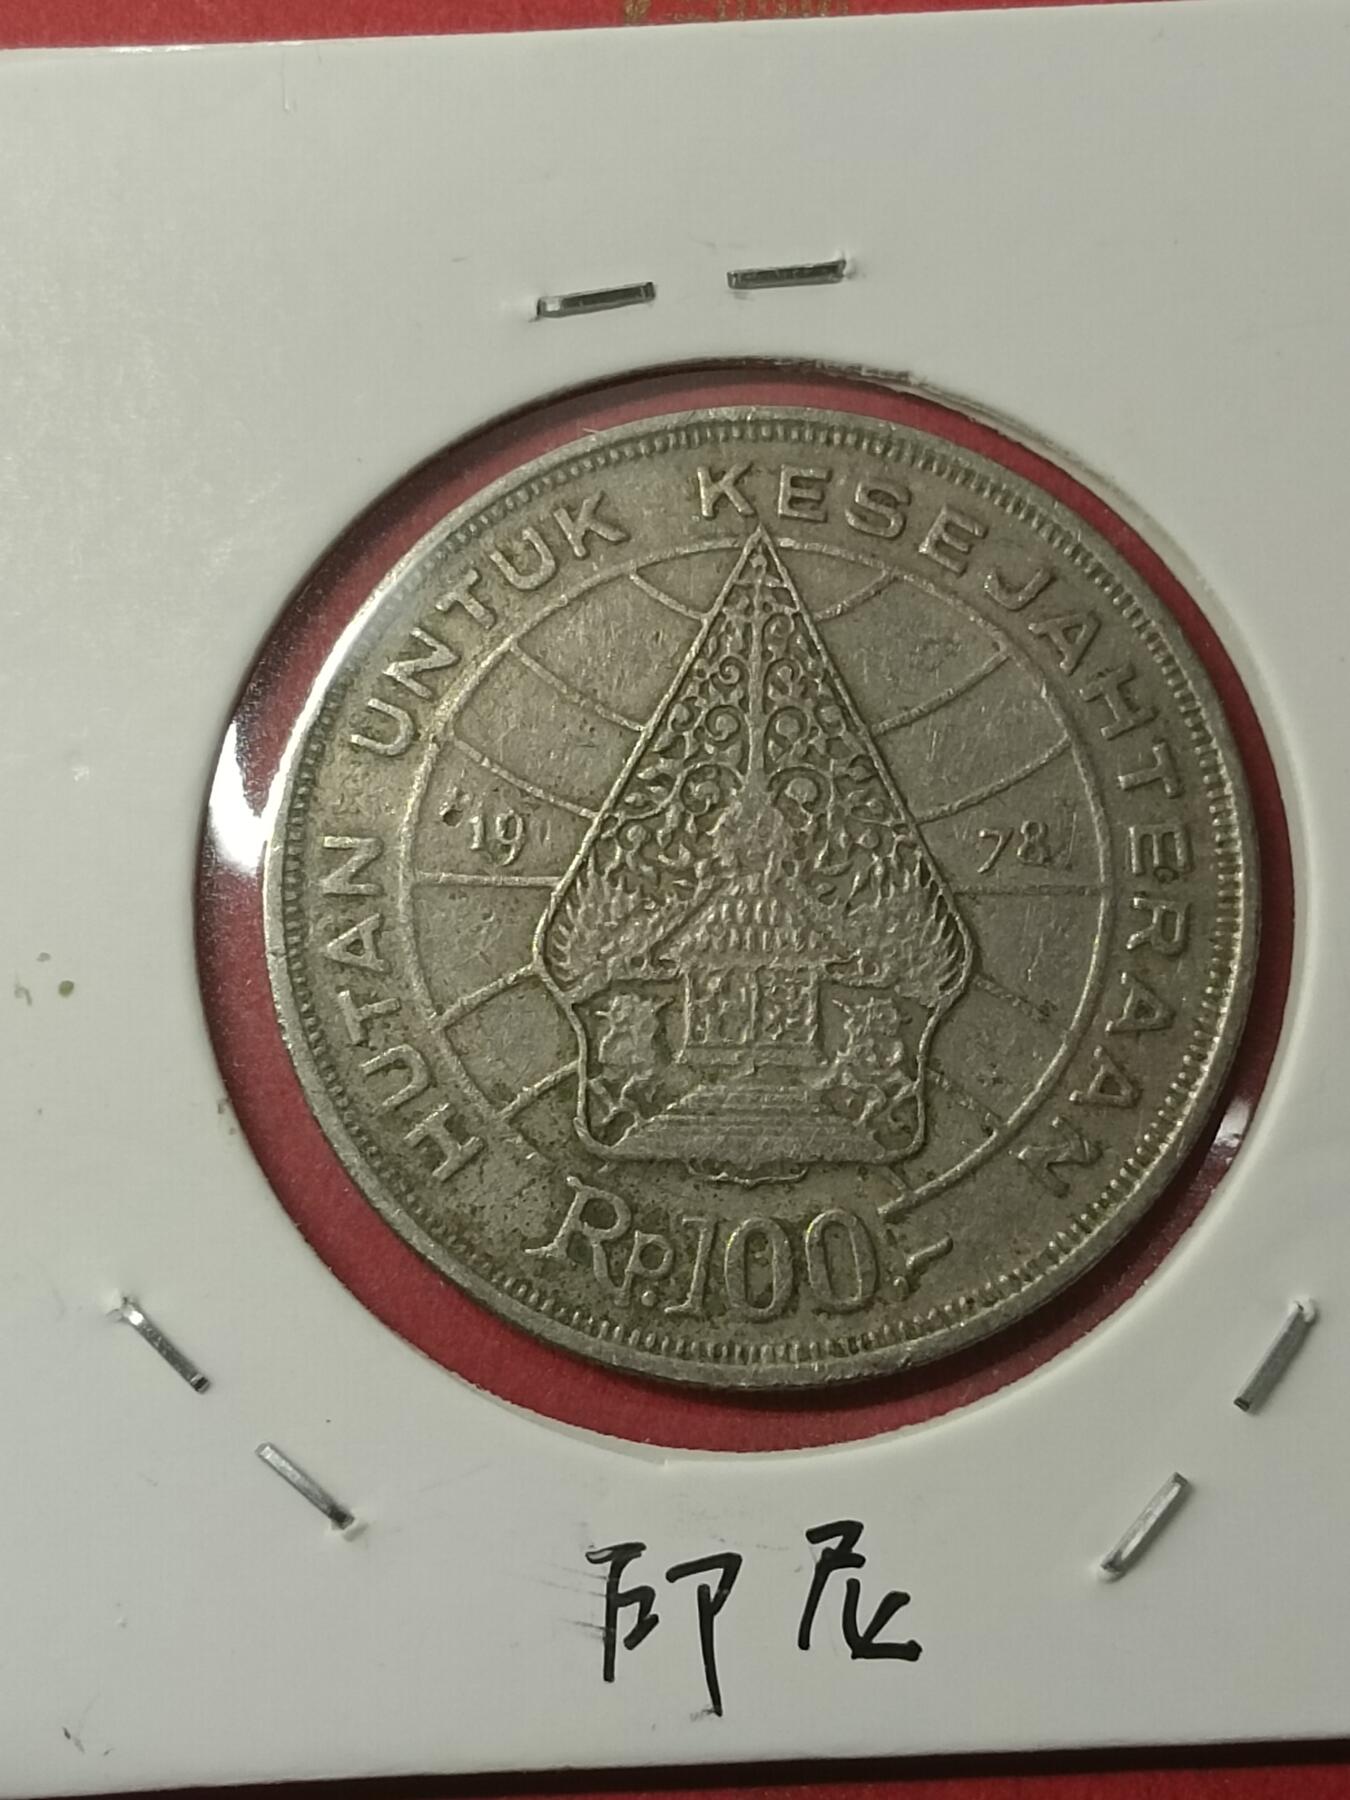 HUTAN UNTUK KESEJAHTERAAN
19 78
Rp.100,-
印尼